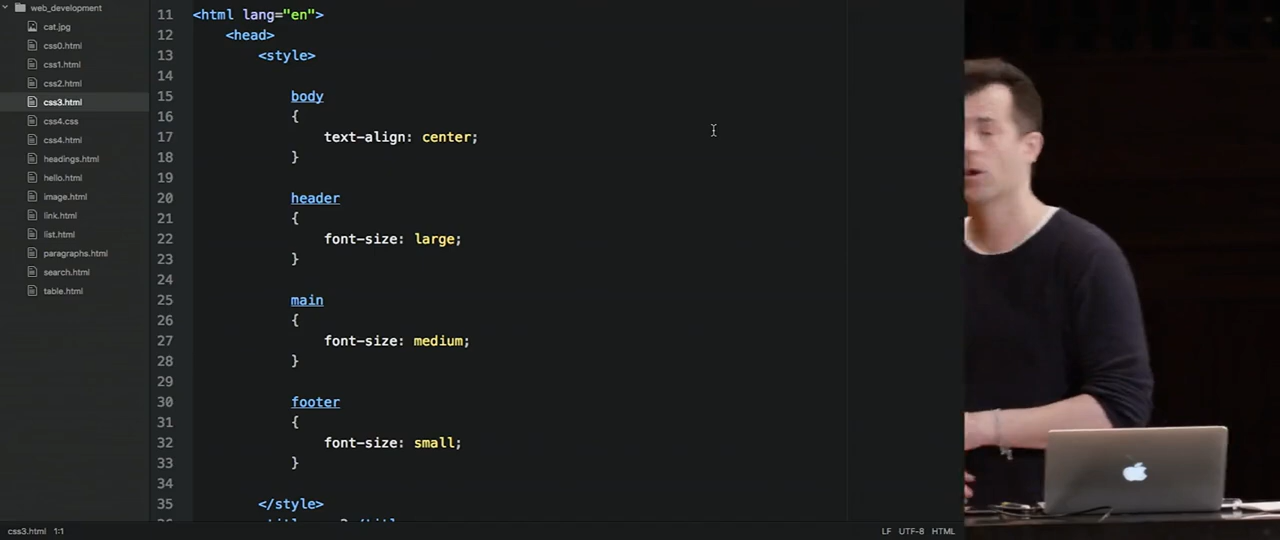 web_development
cat.jpg
css0.html
css1.html
css2.html
css3.html
css4.css
css4.html
headings.html
hello.html
image.html
link.html
list.html
paragraphs.html
search.html
table.html
11 <html lang="en">
12 <head>
13 <style>
14
15 body
16 {
17 text-align: center;
18 }
19
20 header
21 {
22 font-size: large;
23 }
24
25 main
26 {
27 font-size: medium;
28 }
29
30 footer
31 {
32 font-size: small;
33 }
34
35 </style>
css3.html 1:1
LF UTF-8 HTML